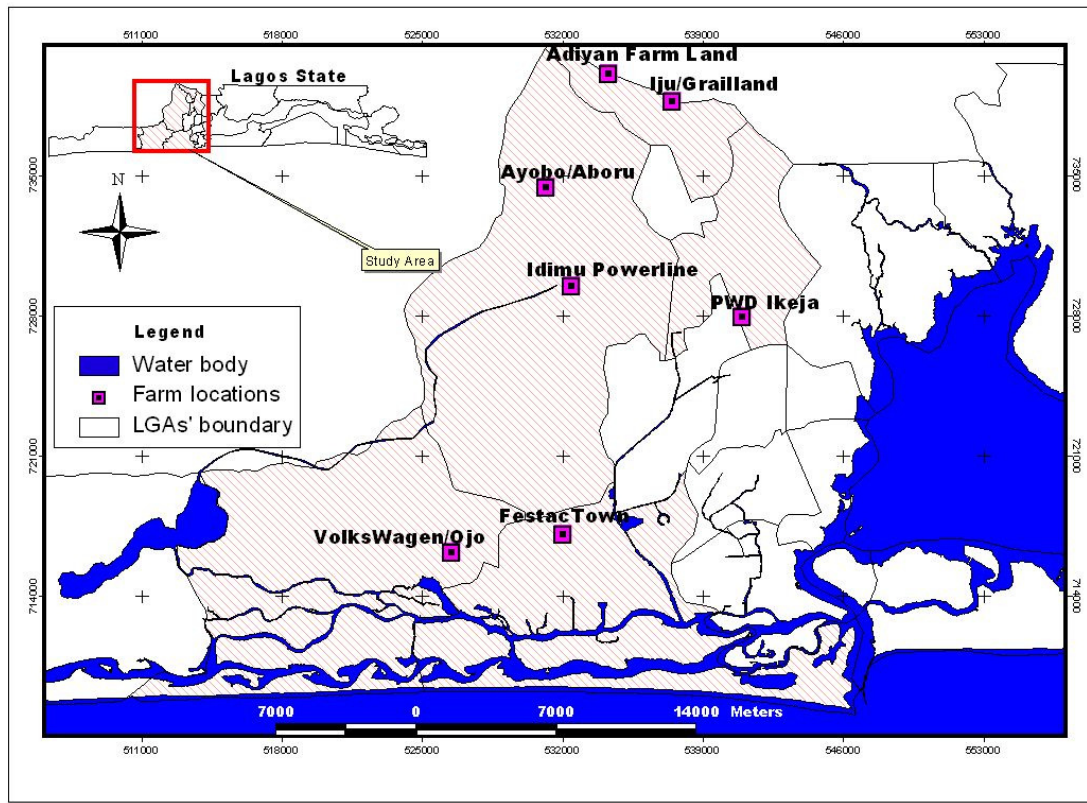 511000 518000 525000 532000 539000 546000 553000
Adiyan Farm Land
Lagos State
Iju/Grailland
735000 735000
Ayobo/Aboru
N
Study Area
Idimu Powerline
PWD Ikeja
728000 728000
Legend
Water body
Farm locations
LGAs' boundary
721000 721000
FestacTown
VolksWagen/Ojo
714000 714000
7000 0 7000 14000 Meters
511000 518000 525000 532000 539000 546000 553000